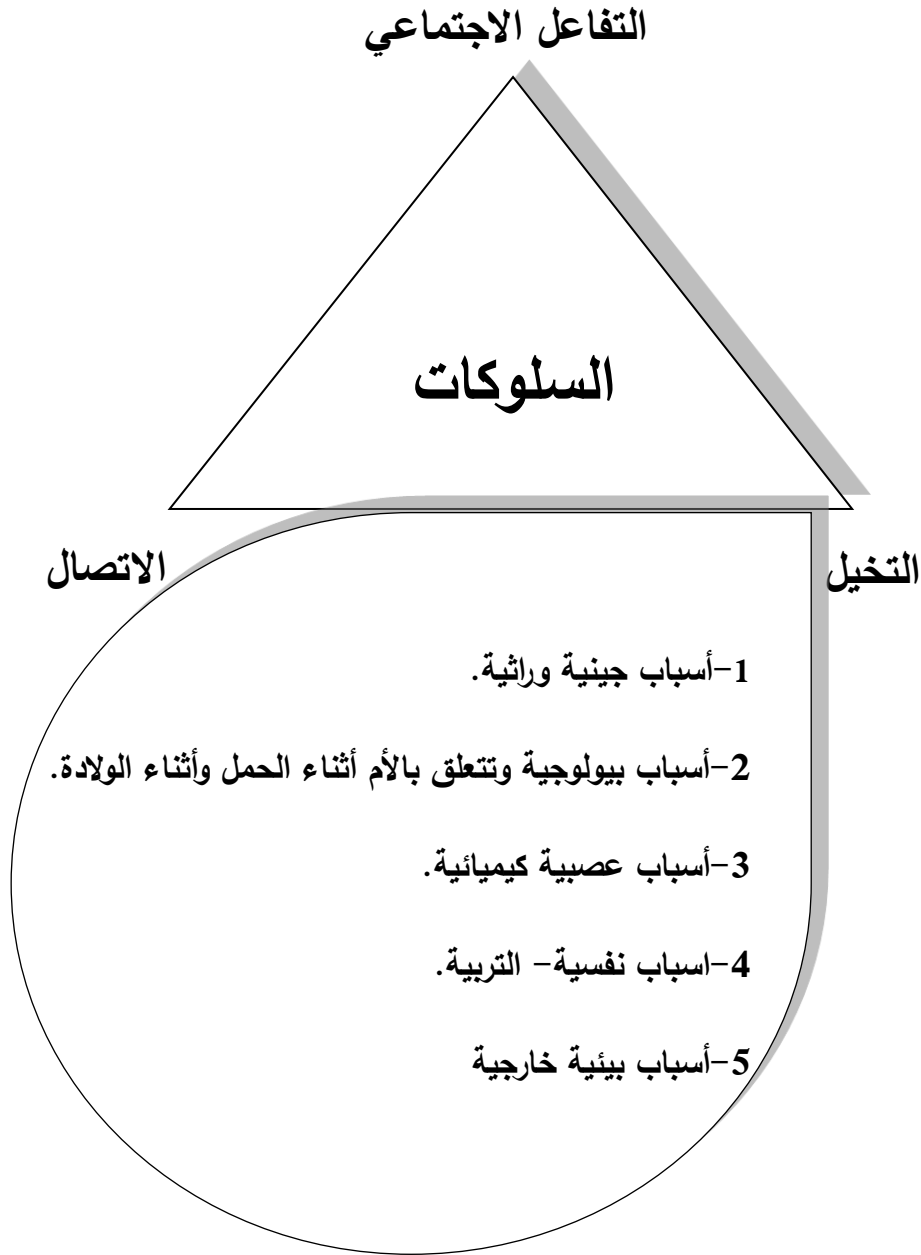 التفاعل الاجتماعي
السلوكات
التخيل
الاتصال
1-أسباب جينية وراثية.
2-أسباب بيولوجية وتتعلق بالأم أثناء الحمل وأثناء الولادة.
3-أسباب عصبية كيميائية.
4-اسباب نفسية- التربية.
5-أسباب بيئية خارجية